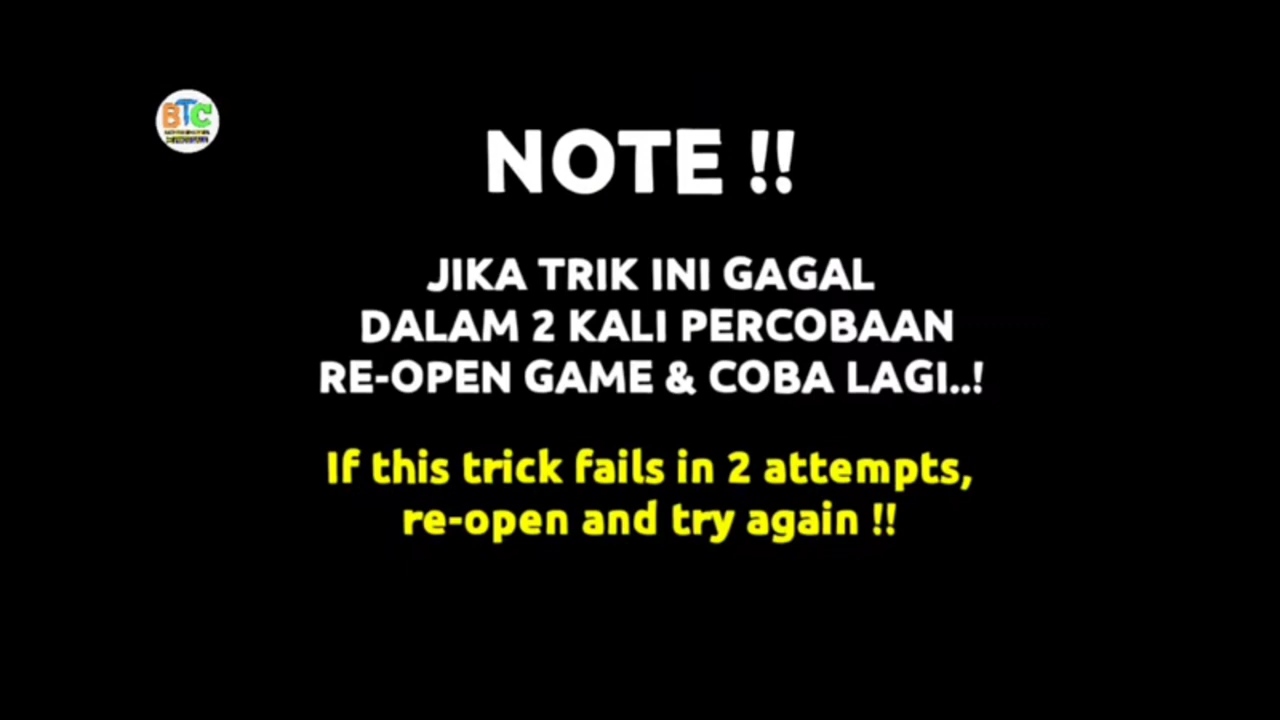 BTC
NOTE !!
JIKA TRIK INI GAGAL
DALAM 2 KALI PERCOBAAN
RE-OPEN GAME & COBA LAGI..!
If this trick fails in 2 attempts,
re-open and try again !!